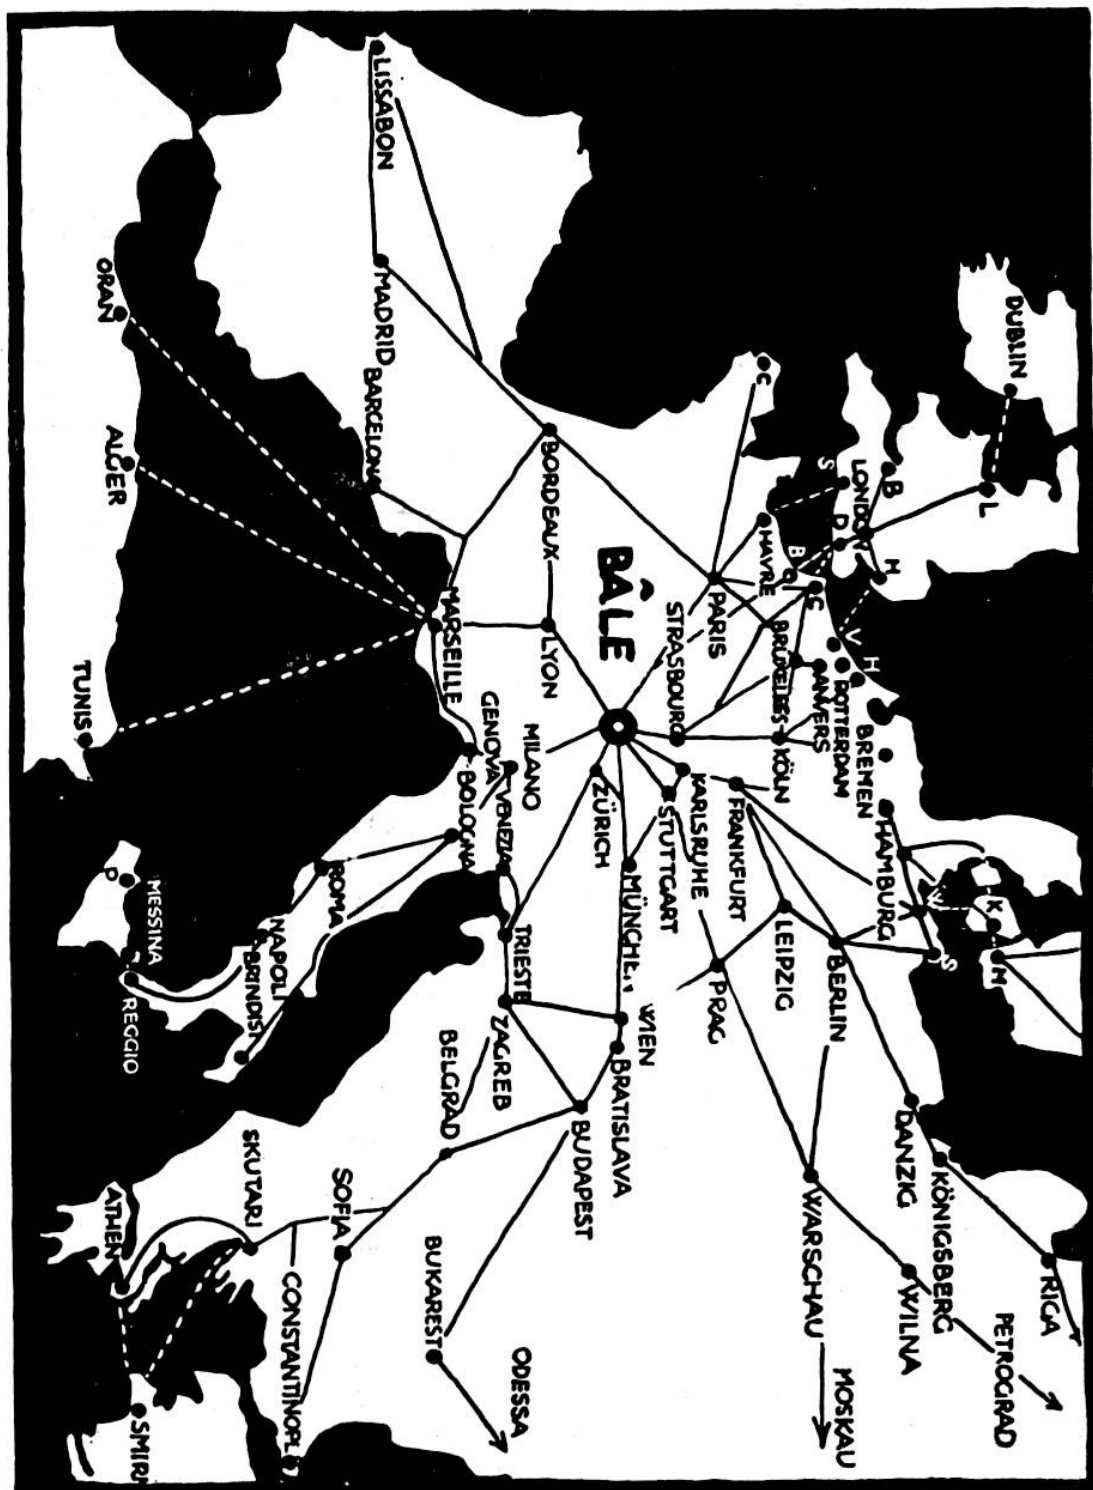 LISSABON
MADRID
BARCELONA
ORAN
ALGER
TUNIS
BORDEAUX
LYON
MARSEILLE
DUBLIN
L
B
LONDON
S
D
H
C
HAVRE
B
C
PARIS
BÂLE
STRASBOURG
BRUXELLES
ANVERS
V
H
ROTTERDAM
KÖLN
BREMEN
HAMBURG
W
K
M
S
KARLSRUHE
STUTTGART
FRANKFURT
ZÜRICH
MÜNCHEN
MILANO
GENOVA
VENEZIA
BOLOGNA
ROMA
NAPOLI
BRINDISI
P
MESSINA
REGGIO
TRIESTE
ZAGREB
WIEN
BRATISLAVA
PRAG
LEIPZIG
BERLIN
BELGRAD
BUDAPEST
DANZIG
KÖNIGSBERG
WARSCHAU
WILNA
RIGA
PETROGRAD
MOSKAU
SKUTARI
SOFIA
ATHEN
CONSTANTINOPL
BUKAREST
ODESSA
SMIRN